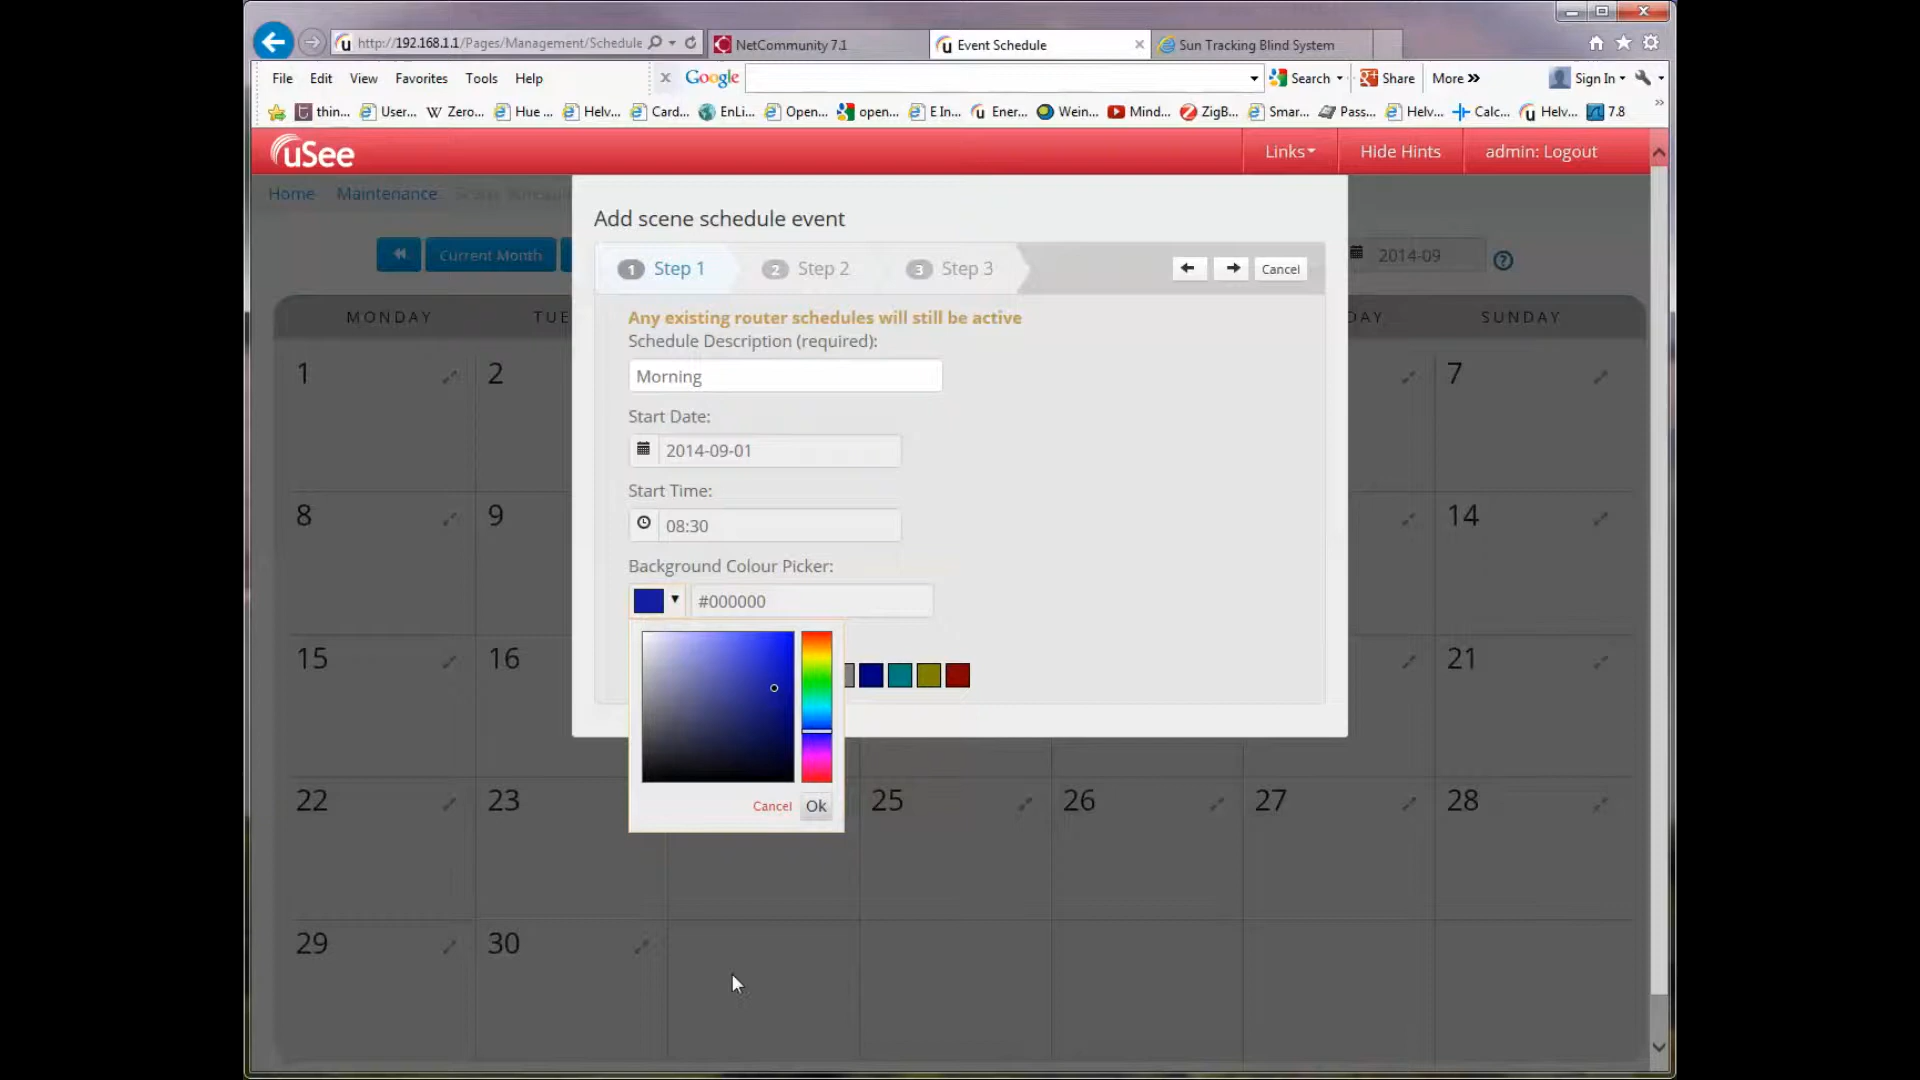 http://192.168.1.1/Pages/Management/Schedule
NetCommunity 7.1
Event Schedule
Sun Tracking Blind System
File Edit View Favorites Tools Help
x Google Search Share More » Sign In
thin... User... Zero... Hue ... Helv... Card... EnLi... Open... open... E In... Ener... Wein... Mind... ZigB... Smar... Pass... Helv... Calc... Helv... 7.8
uSee
Links Hide Hints admin: Logout
Home Maintenance
Add scene schedule event
Current Month
2014-09
1 Step 1 2 Step 2 3 Step 3 Cancel
MONDAY TUE DAY SUNDAY
Any existing router schedules will still be active
Schedule Description (required):
Morning
1 2 7
Start Date:
2014-09-01
Start Time:
08:30
8 9 14
Background Colour Picker:
#000000
15 16 21
Cancel Ok
22 23 25 26 27 28
29 30